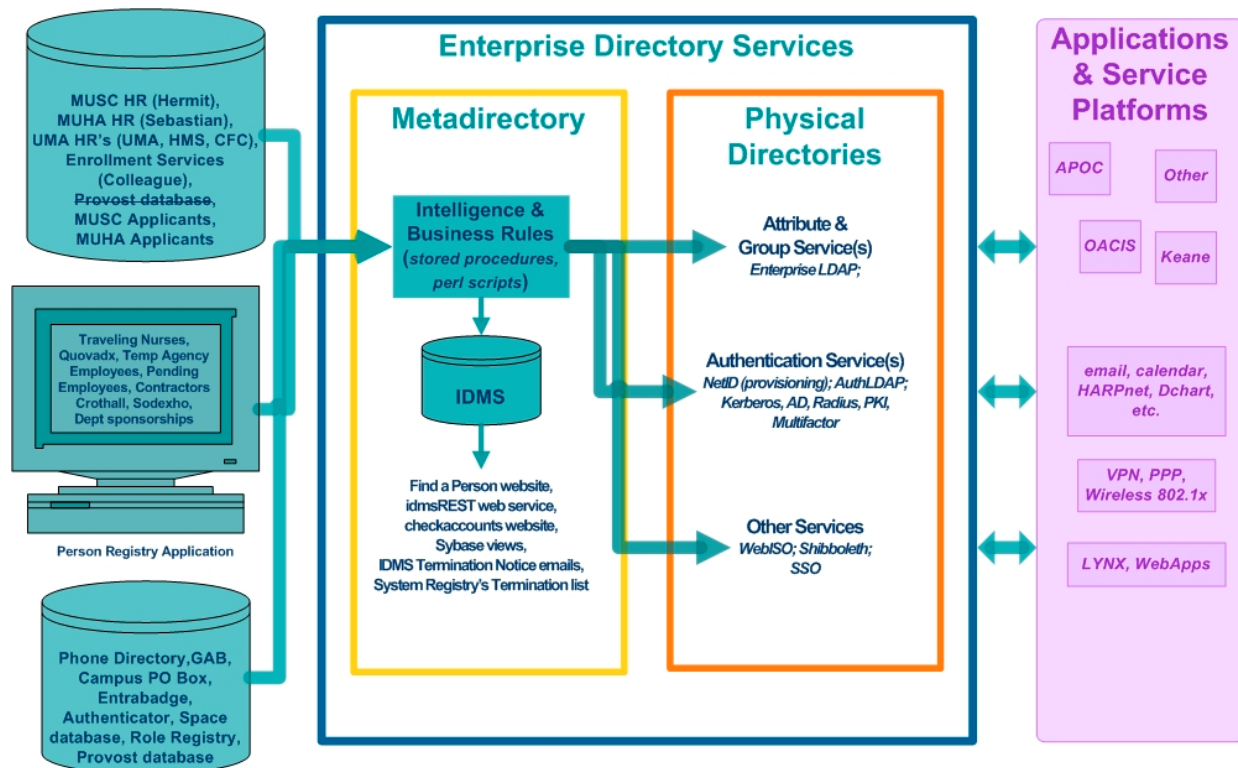 Enterprise Directory Services
MUSC HR (Hermit),
MUHA HR (Sebastian),
UMA HR's (UMA, HMS, CFC),
Enrollment Services
(Colleague),
Provost database,
MUSC Applicants,
MUHA Applicants
Traveling Nurses,
Quovadx, Temp Agency
Employees, Pending
Employees, Contractors
Crothall, Sodexho,
Dept sponsorships
Person Registry Application
Phone Directory,GAB,
Campus PO Box,
Entrabadge,
Authenticator, Space
database, Role Registry,
Provost database
Metadirectory
Intelligence &
Business Rules
(stored procedures,
perl scripts)
IDMS
Find a Person website,
idmsREST web service,
checkaccounts website,
Sybase views,
IDMS Termination Notice emails,
System Registry's Termination list
Physical
Directories
Attribute &
Group Service(s)
Enterprise LDAP;
Authentication Service(s)
NetID (provisioning); AuthLDAP;
Kerberos, AD, Radius, PKI,
Multifactor
Other Services
WebISO; Shibboleth;
SSO
Applications
& Service
Platforms
APOC
Other
OACIS
Keane
email, calendar,
HARPnet, Dchart,
etc.
VPN, PPP,
Wireless 802.1x
LYNX, WebApps